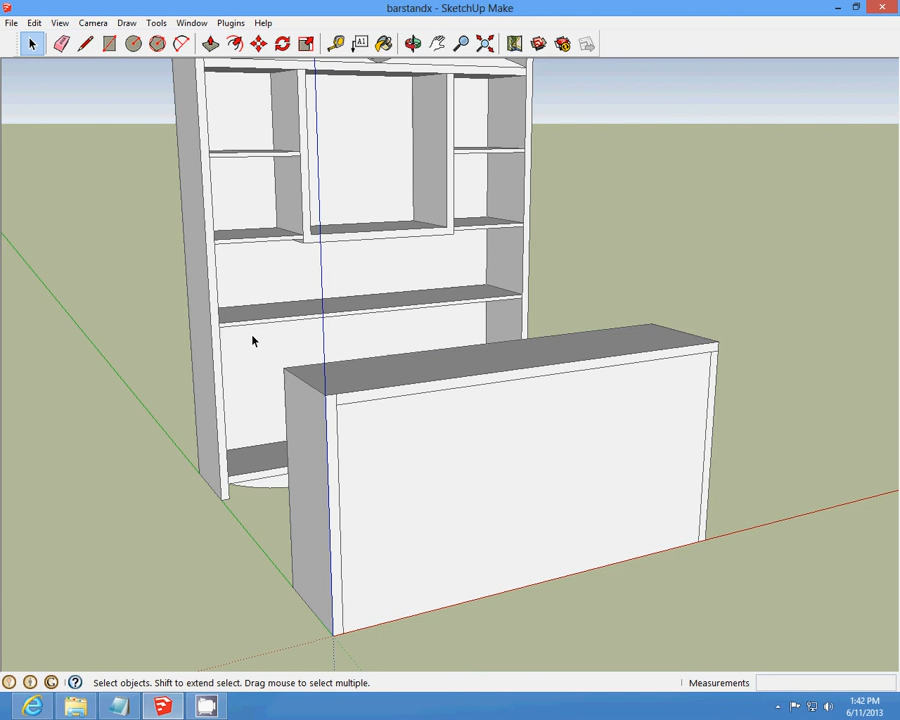 barstandx - SketchUp Make
File Edit View Camera Draw Tools Window Plugins Help
A1
Select objects. Shift to extend select. Drag mouse to select multiple.
Measurements
1:42 PM
6/11/2013